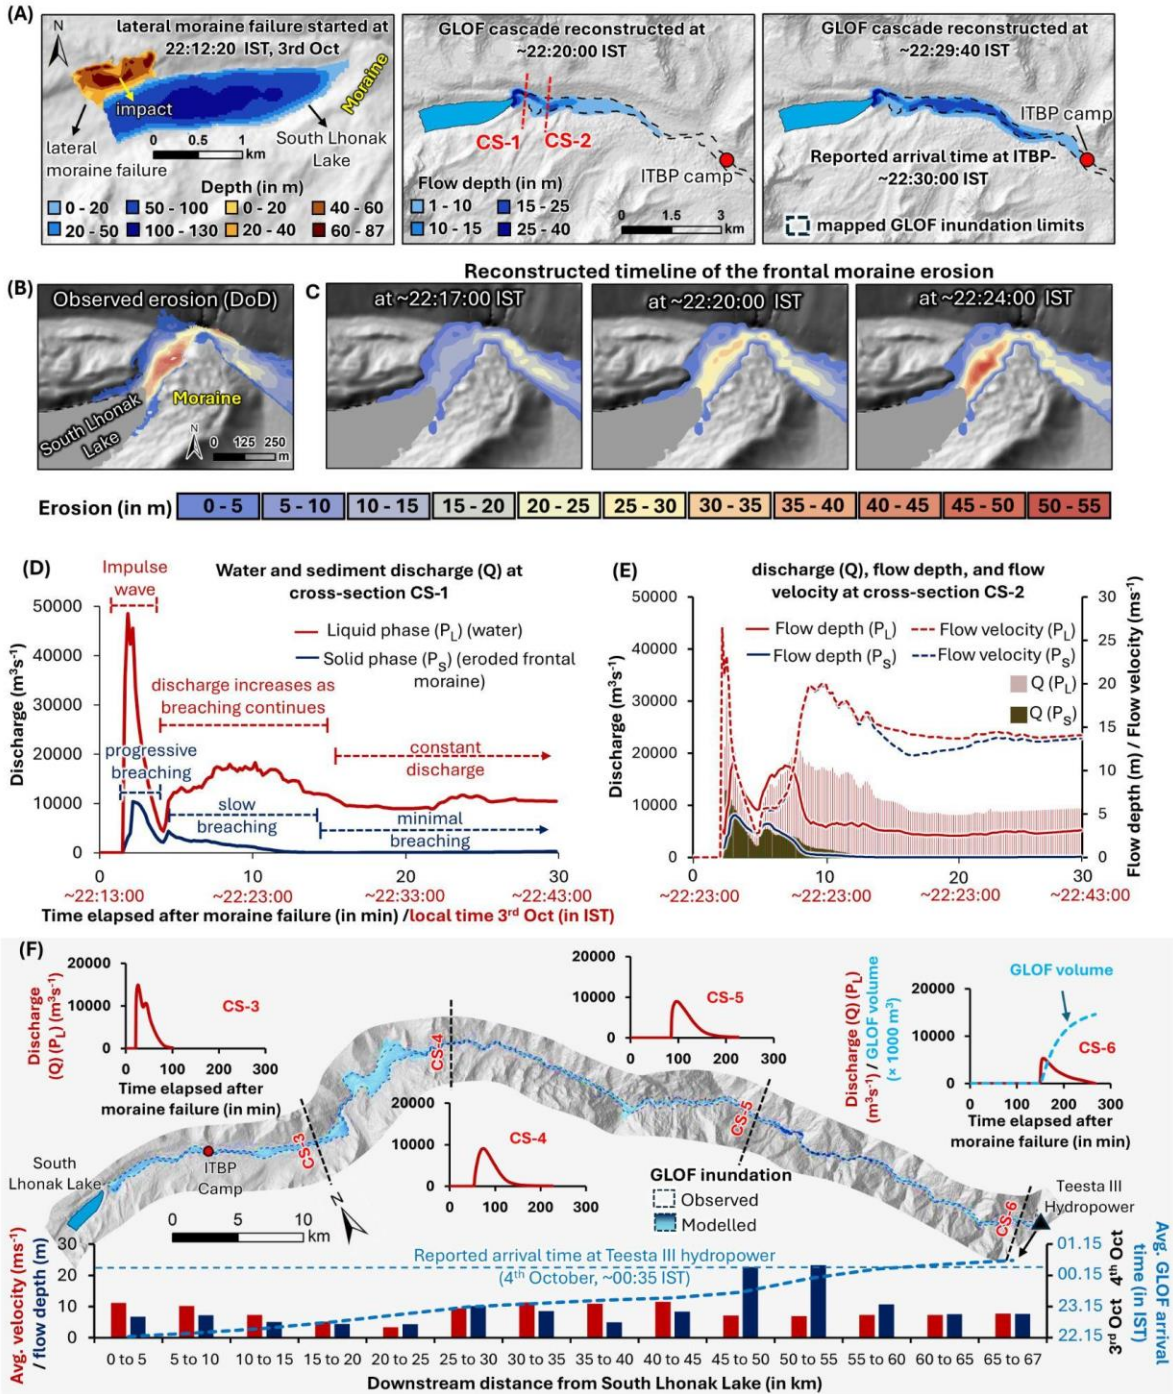 (A)
N
lateral moraine failure started at
22:12:20 IST, 3rd Oct
impact
Moraine
lateral
moraine failure
0 0.5 1
km
South Lhonak
Lake
Depth (in m)
0 - 20 50 - 100 0 - 20 40 - 60
20 - 50 100 - 130 20 - 40 60 - 87
GLOF cascade reconstructed at
~22:20:00 IST
CS-1 CS-2
ITBP camp
Flow depth (in m)
1 - 10 15 - 25
10 - 15 25 - 40
0 1.5 3
km
GLOF cascade reconstructed at
~22:29:40 IST
ITBP camp
Reported arrival time at ITBP-
~22:30:00 IST
mapped GLOF inundation limits
Reconstructed timeline of the frontal moraine erosion
(B)
Observed erosion (DoD)
South Lhonak
Lake
Moraine
N
0 125 250
m
C
at ~22:17:00 IST
at ~22:20:00 IST
at ~22:24:00 IST
Erosion (in m) 0 - 5 5 - 10 10 - 15 15 - 20 20 - 25 25 - 30 30 - 35 35 - 40 40 - 45 45 - 50 50 - 55
(D)
Impulse
wave
Water and sediment discharge (Q) at
cross-section CS-1
Liquid phase (PL) (water)
Solid phase (PS) (eroded frontal
moraine)
discharge increases as
breaching continues
progressive
breaching
constant
discharge
slow
breaching
minimal
breaching
Discharge (m³s⁻¹)
50000
40000
30000
20000
10000
0
0 10 20 30
~22:13:00 ~22:23:00 ~22:33:00 ~22:43:00
Time elapsed after moraine failure (in min) /local time 3rd Oct (in IST)
(E)
discharge (Q), flow depth, and flow
velocity at cross-section CS-2
Flow depth (PL) Flow velocity (PL)
Flow depth (PS) Flow velocity (PS)
Q (PL)
Q (PS)
Discharge (m³s⁻¹)
50000
40000
30000
20000
10000
0
Flow depth (m) / Flow velocity (ms⁻¹)
30
25
20
15
10
5
0
0 10 20 30
~22:23:00 ~22:23:00 ~22:33:00 ~22:43:00
(F)
Discharge
(Q) (PL) (m³s⁻¹)
20000
10000
0
CS-3
0 100 200 300
Time elapsed after
moraine failure (in min)
20000
10000
0
CS-5
0 100 200 300
Discharge (Q) (PL)
(m³s⁻¹) / GLOF volume
(× 1000 m³)
GLOF volume
20000
10000
0
CS-6
0 100 200 300
Time elapsed after
moraine failure (in min)
20000
10000
0
CS-4
0 100 200 300
CS-3
CS-4
CS-5
CS-6
South
Lhonak Lake
ITBP
Camp
N
0 5 10
km
GLOF inundation
Observed
Modelled
Teesta III
Hydropower
Reported arrival time at Teesta III hydropower
(4th October, ~00:35 IST)
Avg. velocity (ms⁻¹)
/ flow depth (m)
30
20
10
0
01.15
00.15
23.15
22.15
3rd Oct 4th Oct
Avg. GLOF arrival
time (in IST)
0 to 5 5 to 10 10 to 15 15 to 20 20 to 25 25 to 30 30 to 35 35 to 40 40 to 45 45 to 50 50 to 55 55 to 60 60 to 65 65 to 67
Downstream distance from South Lhonak Lake (in km)